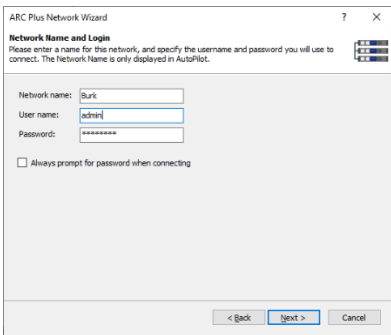 ARC Plus Network Wizard ? ×
Network Name and Login
Please enter a name for this network, and specify the username and password you will use to
connect. The Network Name is only displayed in AutoPilot.
Network name: Burk
User name: admin
Password: ********
Always prompt for password when connecting
< Back Next > Cancel